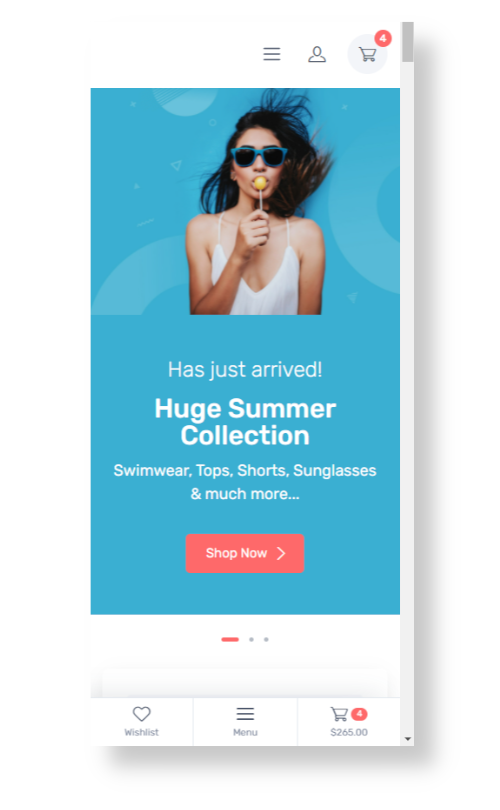 4
Has just arrived!
Huge Summer
Collection
Swimwear, Tops, Shorts, Sunglasses
& much more...
Shop Now
4
Wishlist
Menu
$265.00